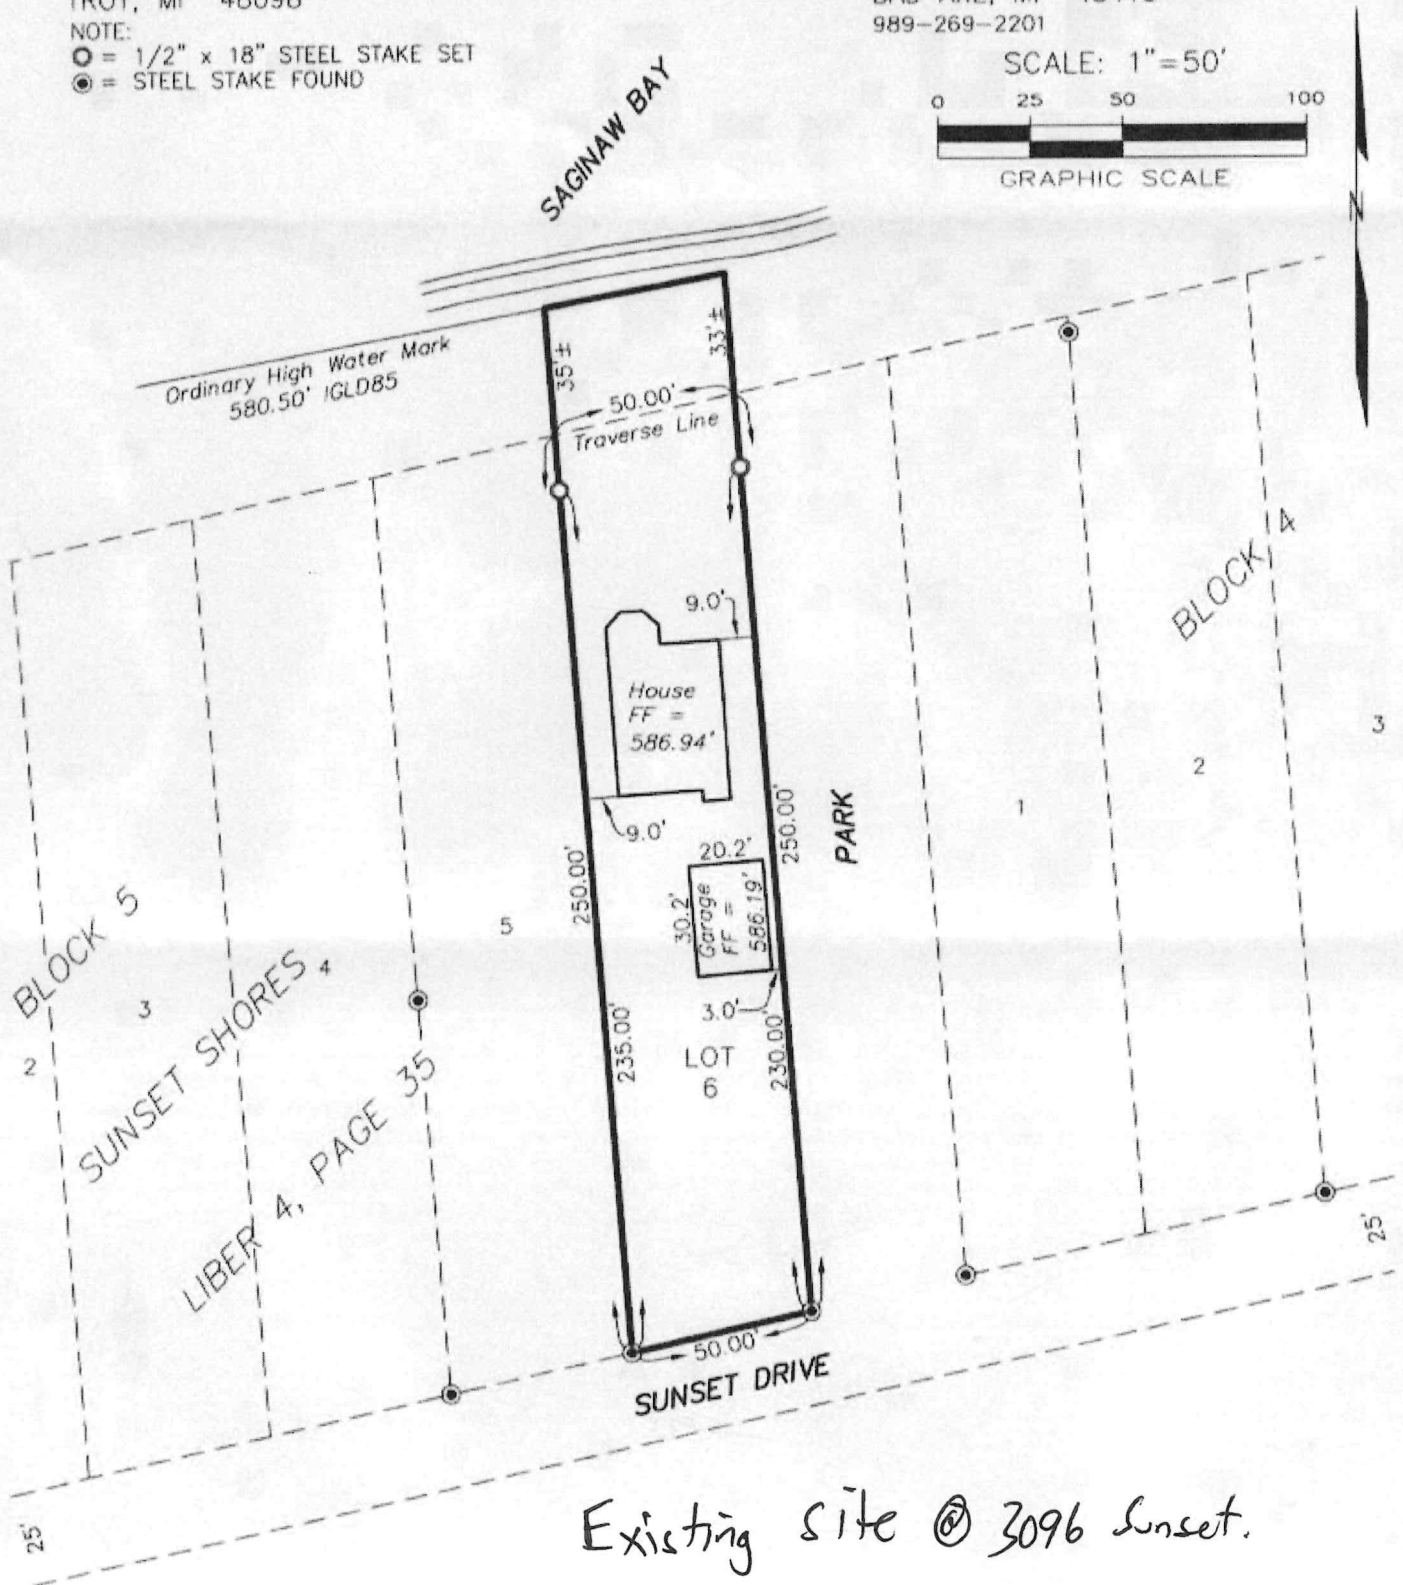 TROY, MI 48098
NOTE:
= 1/2" x 18" STEEL STAKE SET
= STEEL STAKE FOUND
989-269-2201
SCALE: 1"=50'
0 25 50 100
GRAPHIC SCALE
N
SAGINAW BAY
Ordinary High Water Mark
580.50' IGLD85
35'±
33'±
50.00'
Traverse Line
9.0'
House
FF =
586.94'
9.0'
BLOCK 4
3
2
1
PARK
250.00'
250.00'
20.2'
30.2'
Garage
FF =
586.19'
3.0'
LOT
6
235.00'
230.00'
5
4
3
2
BLOCK 5
SUNSET SHORES
LIBER 4, PAGE 35
50.00'
SUNSET DRIVE
25'
25'
Existing site @ 3096 Sunset.